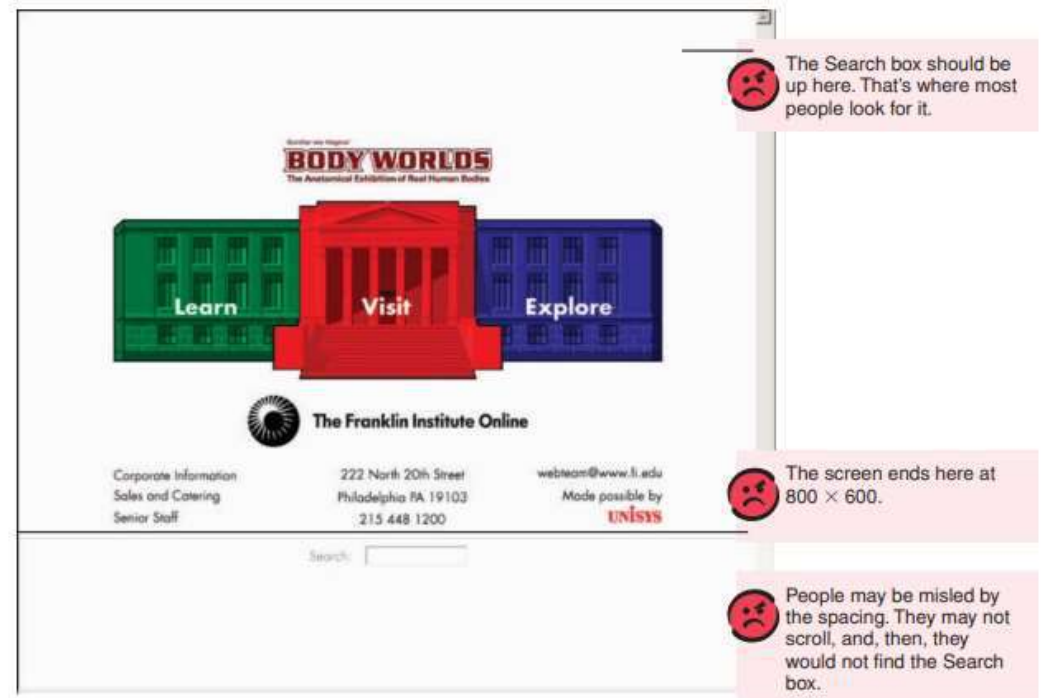 The Search box should be
up here. That's where most
people look for it.
Gunther von Hagens'
BODY WORLDS
The Anatomical Exhibition of Real Human Bodies
Learn
Visit
Explore
The Franklin Institute Online
Corporate Information
Sales and Catering
Senior Staff
222 North 20th Street
Philadelphia PA 19103
215 448 1200
webteam@www.fi.edu
Made possible by
UNISYS
The screen ends here at
800 × 600.
Search:
People may be misled by
the spacing. They may not
scroll, and, then, they
would not find the Search
box.